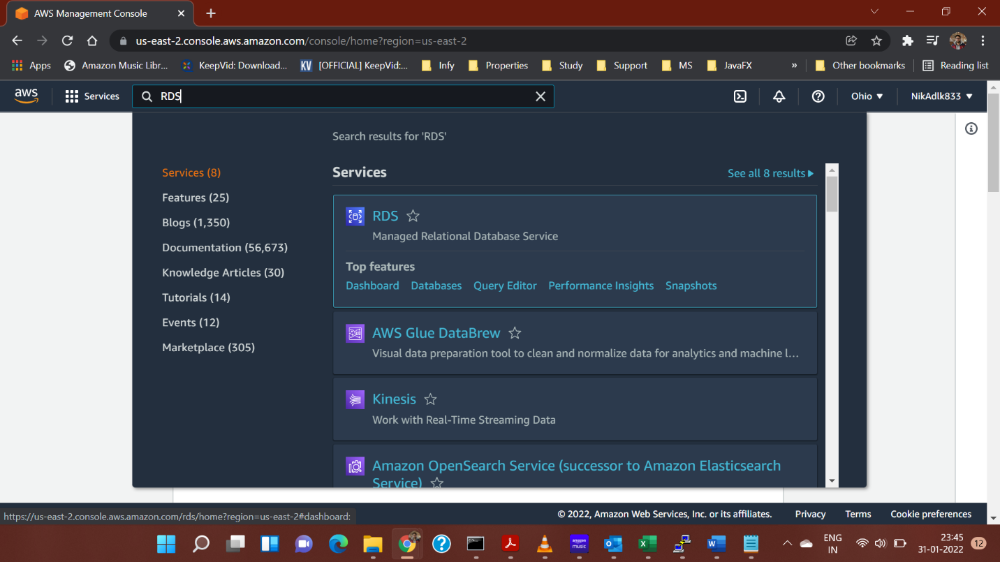 AWS Management Console
us-east-2.console.aws.amazon.com/console/home?region=us-east-2
Apps Amazon Music Libr... KeepVid: Download... KV [OFFICIAL] KeepVid:... Infy Properties Study Support MS JavaFX » Other bookmarks Reading list
aws Services RDS Ohio NikAdlk833
Search results for 'RDS'
Services (8)
Features (25)
Blogs (1,350)
Documentation (56,673)
Knowledge Articles (30)
Tutorials (14)
Events (12)
Marketplace (305)
Services See all 8 results
RDS
Managed Relational Database Service
Top features
Dashboard Databases Query Editor Performance Insights Snapshots
AWS Glue DataBrew
Visual data preparation tool to clean and normalize data for analytics and machine l...
Kinesis
Work with Real-Time Streaming Data
Amazon OpenSearch Service (successor to Amazon Elasticsearch
Service)
https://us-east-2.console.aws.amazon.com/rds/home?region=us-east-2#dashboard:
© 2022, Amazon Web Services, Inc. or its affiliates. Privacy Terms Cookie preferences
amazon music
ENG
IN
23:45
31-01-2022
12